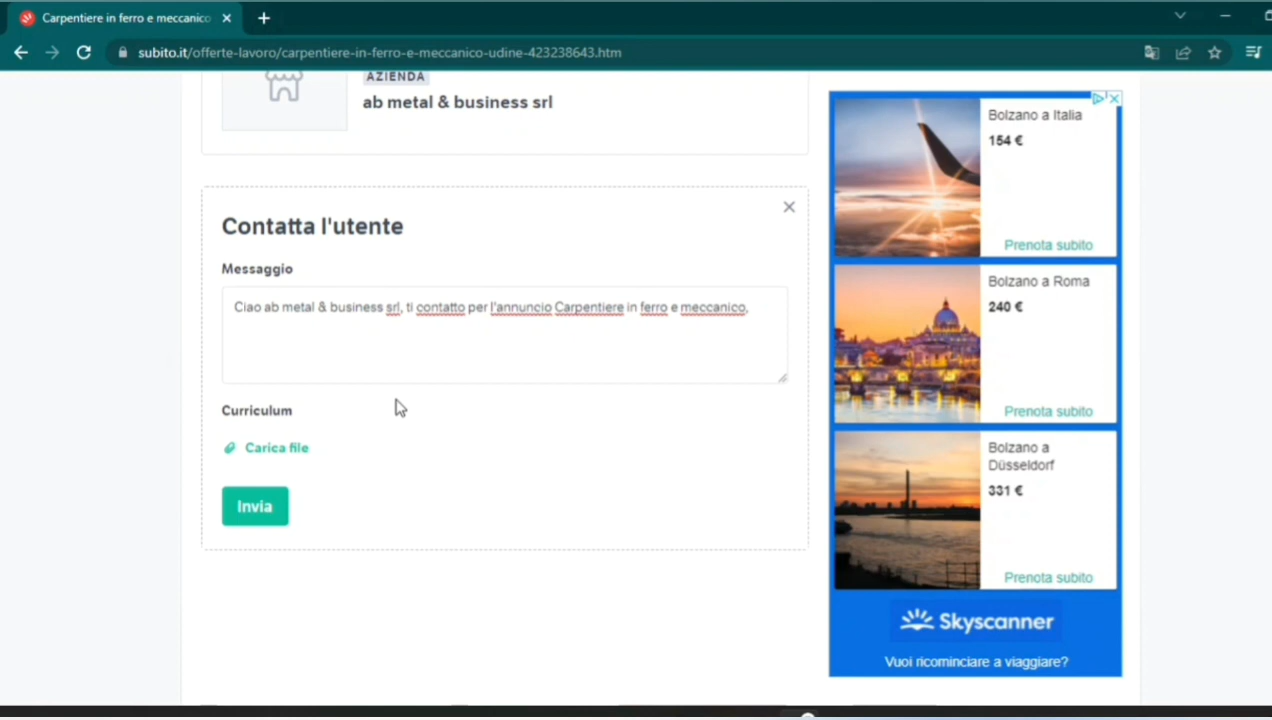 Carpentiere in ferro e meccanico
subito.it/offerte-lavoro/carpentiere-in-ferro-e-meccanico-udine-423238643.htm
AZIENDA
ab metal & business srl
Contatta l'utente
Messaggio
Ciao ab metal & business srl, ti contatto per l'annuncio Carpentiere in ferro e meccanico,
Curriculum
Carica file
Invia
Bolzano a Italia
154 €
Prenota subito
Bolzano a Roma
240 €
Prenota subito
Bolzano a
Düsseldorf
331 €
Prenota subito
Skyscanner
Vuoi ricominciare a viaggiare?